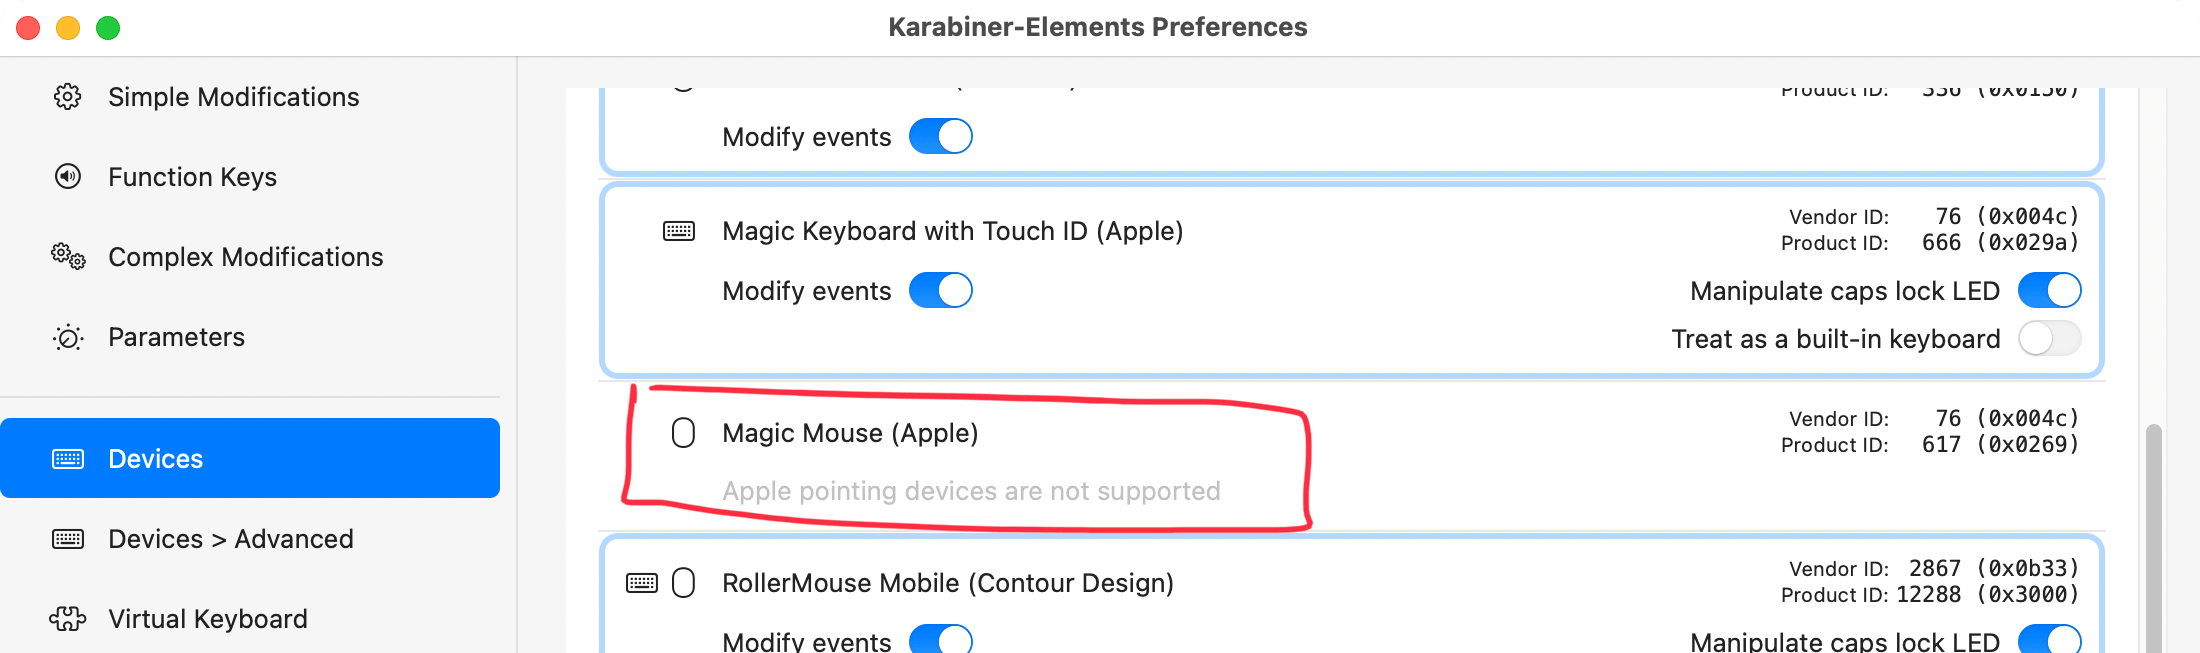 Karabiner-Elements Preferences
Simple Modifications
Function Keys
Complex Modifications
Parameters
Devices
Devices > Advanced
Virtual Keyboard
Product ID: 336 (0x0150)
Modify events
Magic Keyboard with Touch ID (Apple)
Vendor ID: 76 (0x004c)
Product ID: 666 (0x029a)
Modify events
Manipulate caps lock LED
Treat as a built-in keyboard
Magic Mouse (Apple)
Vendor ID: 76 (0x004c)
Product ID: 617 (0x0269)
Apple pointing devices are not supported
RollerMouse Mobile (Contour Design)
Vendor ID: 2867 (0x0b33)
Product ID: 12288 (0x3000)
Modify events
Manipulate caps lock LED